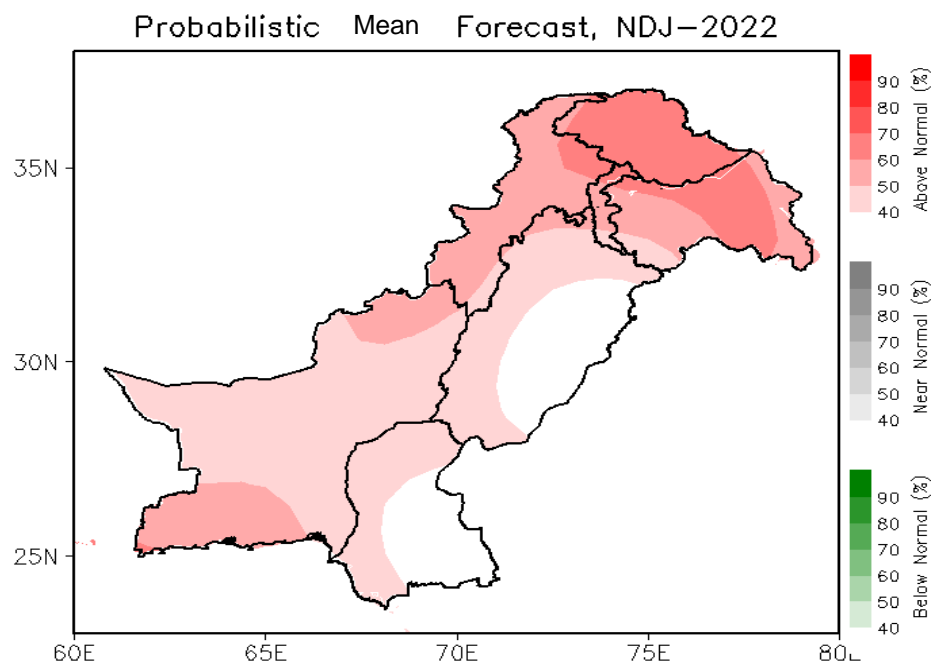 Probabilistic Mean Forecast, NDJ-2022
35N
30N
25N
60E 65E 70E 75E
90
80
70
60
50
40
Above Normal (%)
90
80
70
60
50
40
Near Normal (%)
90
80
70
60
50
40
Below Normal (%)